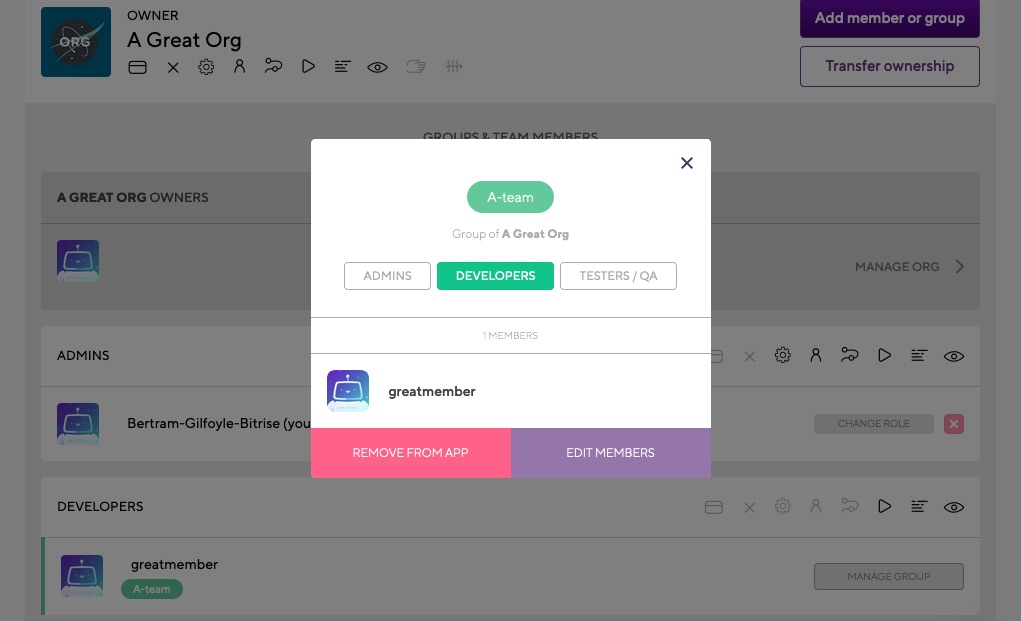 OWNER
A Great Org
ORG
Add member or group
Transfer ownership
GROUPS & TEAM MEMBERS
A GREAT ORG OWNERS
MANAGE ORG
A-team
Group of A Great Org
ADMINS
DEVELOPERS
TESTERS / QA
1 MEMBERS
greatmember
REMOVE FROM APP
EDIT MEMBERS
ADMINS
Bertram-Gilfoyle-Bitrise (you
CHANGE ROLE
DEVELOPERS
greatmember
A-team
MANAGE GROUP